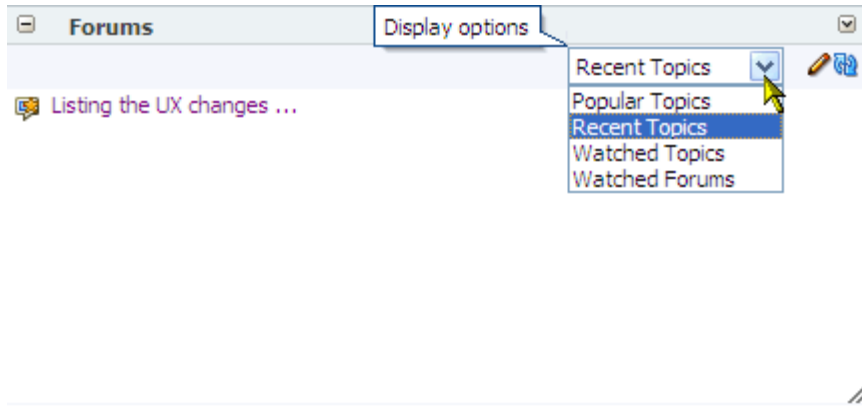 Forums
Display options
Recent Topics
Listing the UX changes ...
Popular Topics
Recent Topics
Watched Topics
Watched Forums